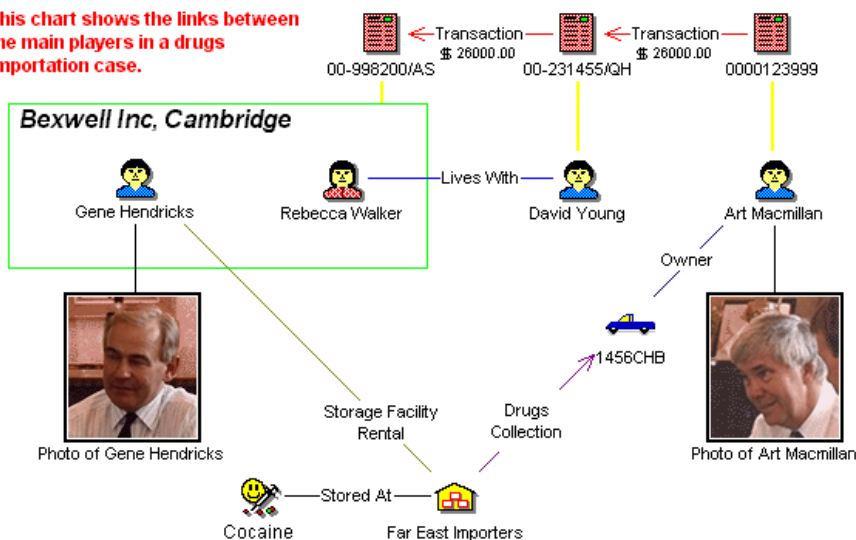 his chart shows the links between
ne main players in a drugs
mportation case.
Transaction
$ 26000.00
Transaction
$ 26000.00
00-998200/AS
00-231455/QH
0000123999
Bexwell Inc, Cambridge
Lives With
Gene Hendricks
Rebecca Walker
David Young
Art Macmillan
Owner
1456CHB
Storage Facility
Rental
Drugs
Collection
Photo of Gene Hendricks
Photo of Art Macmillan
Stored At
Cocaine
Far East Importers